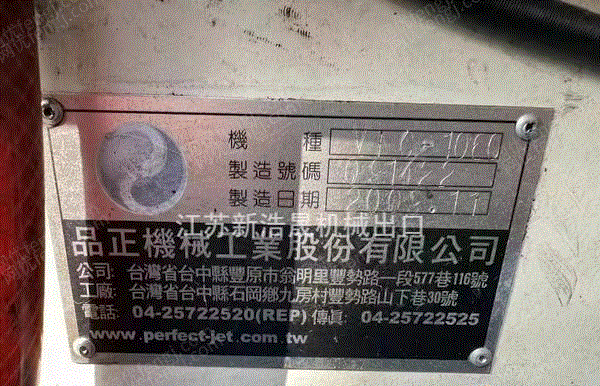 機種
製造號碼
製造日期
江苏新浩晟机械出口
品正機械工業股份有限公司
公司: 台灣省台中縣豐原市翁明里豐勢路一段577巷116號
工廠: 台灣省台中縣石岡鄉九房村豐勢路山下巷30號
電話: 04-25722520(REP) 傳真: 04-25722525
www.perfect-jet.com.tw